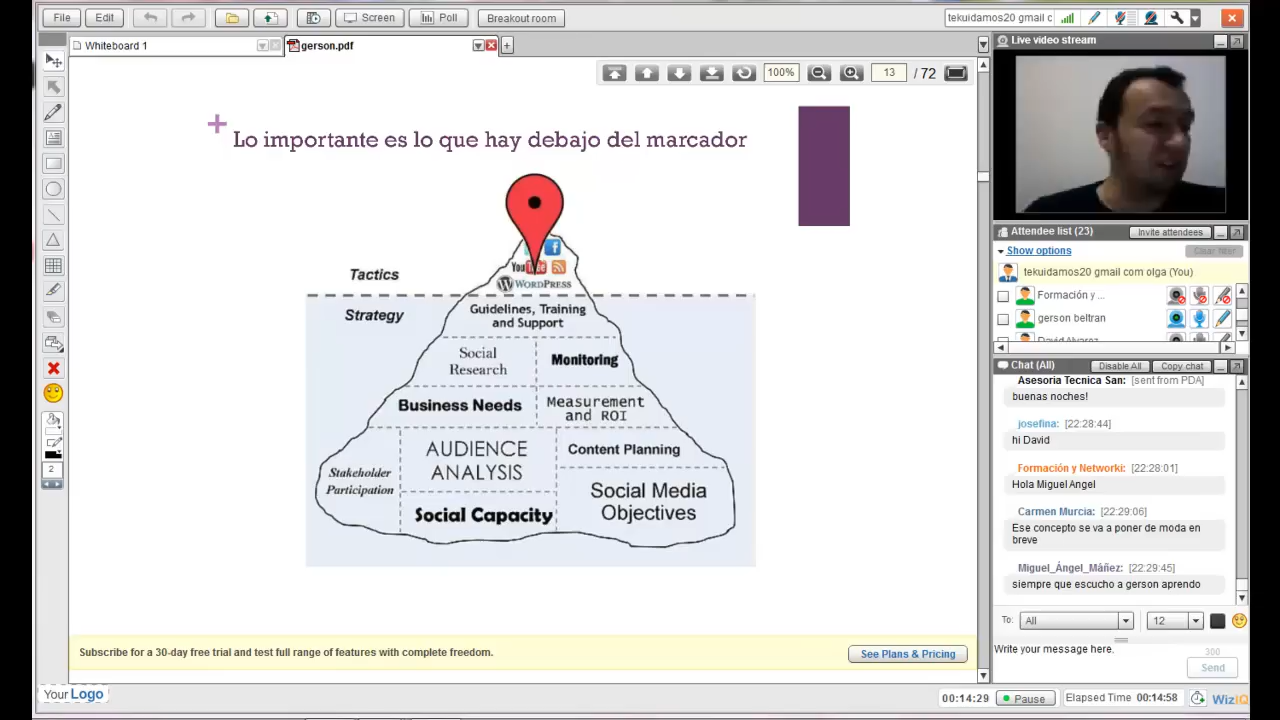 File
Edit
Screen
Poll
Breakout room
tekuidamos20 gmail c
Whiteboard 1
gerson.pdf
100%
13
/ 72
+ Lo importante es lo que hay debajo del marcador
Tactics
Strategy
You Tube
WORDPRESS
Guidelines, Training
and Support
Social
Research
Monitoring
Business Needs
Measurement
and ROI
AUDIENCE
ANALYSIS
Content Planning
Stakeholder
Participation
Social Media
Objectives
Social Capacity
2
Subscribe for a 30-day free trial and test full range of features with complete freedom.
See Plans & Pricing
Your Logo
Live video stream
Attendee list (23)
Invite attendees
Show options
tekuidamos20 gmail com olga (You)
Formación y ...
gerson beltran
David Alvarez
Chat (All)
Disable All
Copy chat
Asesoria Tecnica San: [sent from PDA]
buenas noches!
josefina: [22:28:44]
hi David
Formación y Networki: [22:28:01]
Hola Miguel Angel
Carmen Murcia: [22:29:06]
Ese concepto se va a poner de moda en
breve
Miguel_Ángel_Máñez: [22:29:45]
siempre que escucho a gerson aprendo
To:
All
12
Write your message here.
300
Send
00:14:29
Pause
Elapsed Time 00:14:58
WizIQ